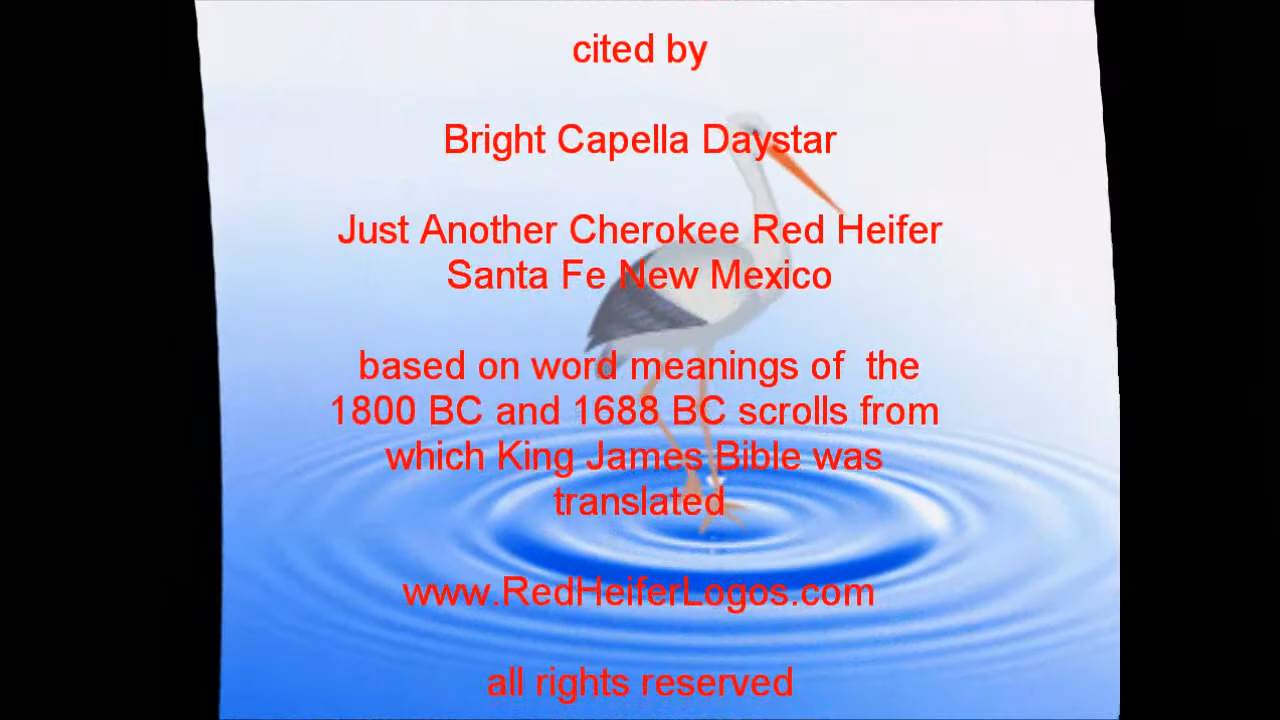 cited by
Bright Capella Daystar
Just Another Cherokee Red Heifer
Santa Fe New Mexico
based on word meanings of  the
1800 BC and 1688 BC scrolls from
which King James Bible was
translated
www.RedHeiferLogos.com
all rights reserved